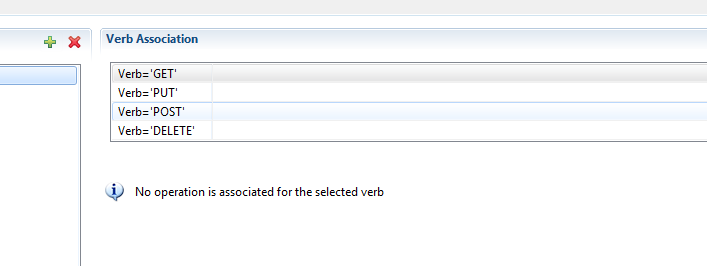 Verb Association
Verb='GET'
Verb='PUT'
Verb='POST'
Verb='DELETE'
No operation is associated for the selected verb